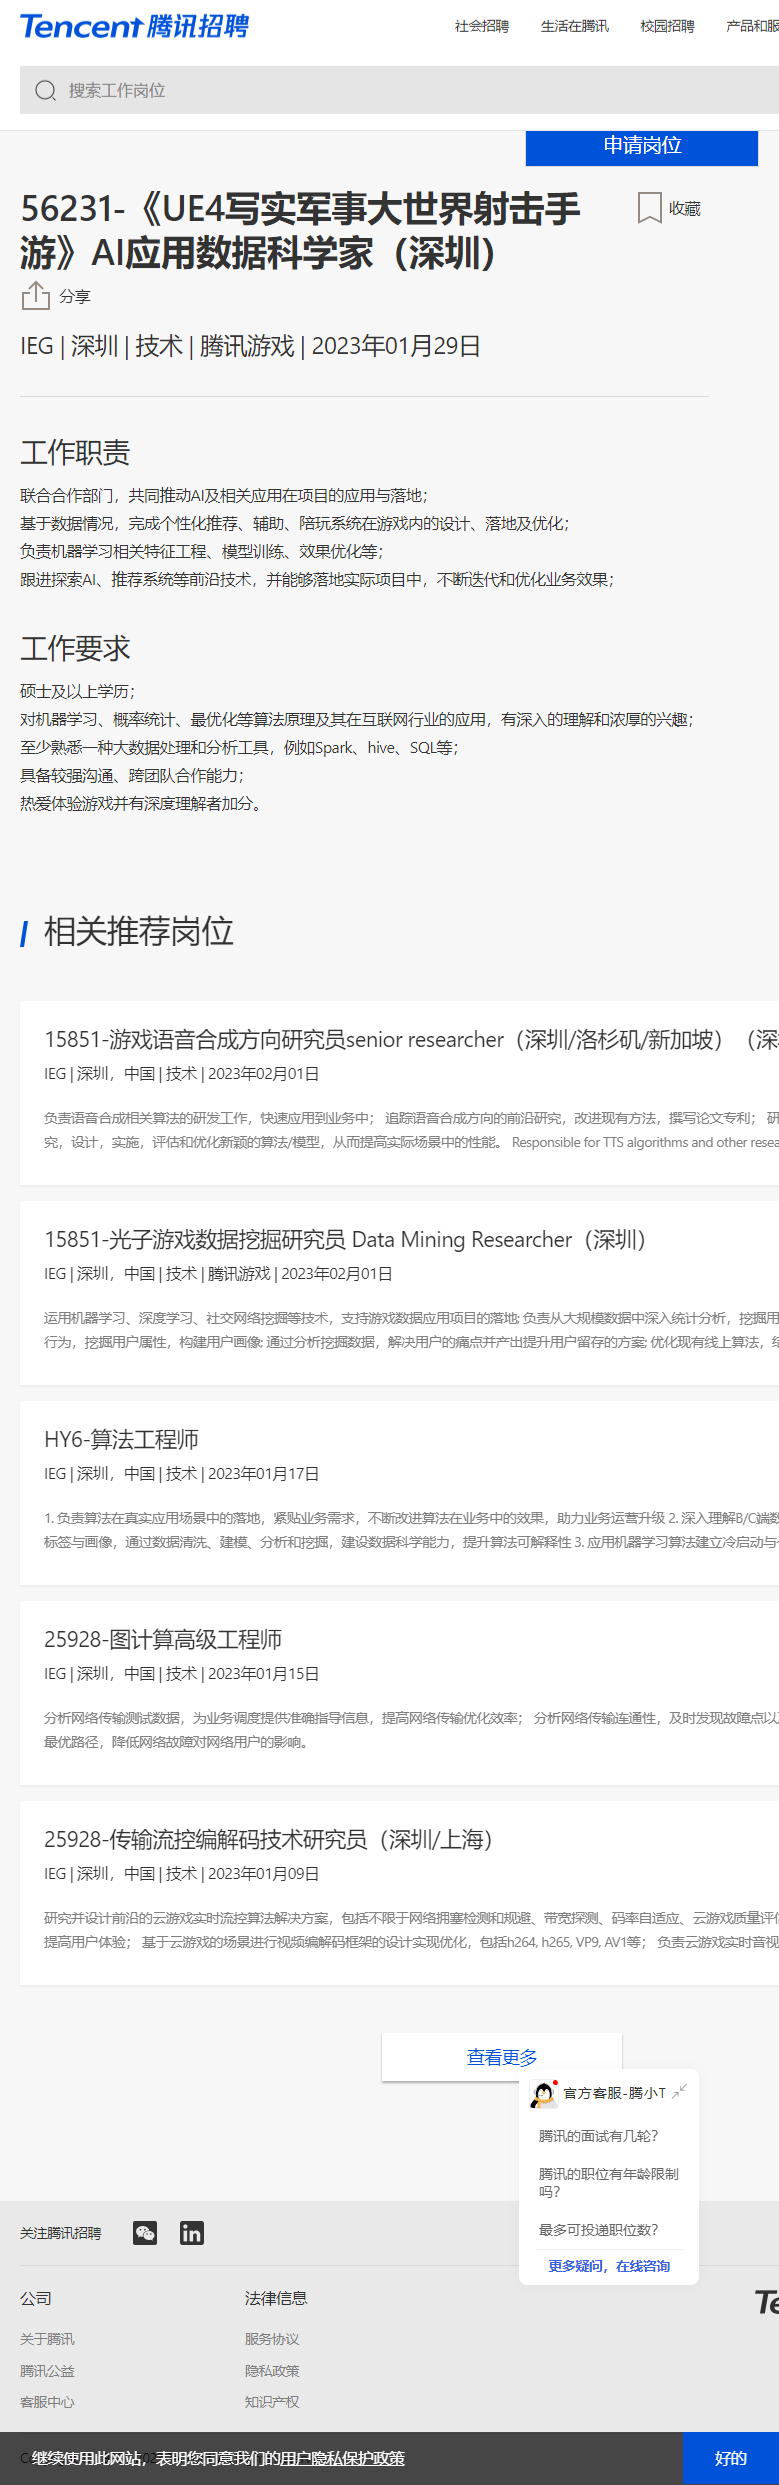 Tencent 腾讯招聘
社会招聘 生活在腾讯 校园招聘 产品和服
搜索工作岗位
申请岗位
56231-《UE4写实军事大世界射击手
游》AI应用数据科学家（深圳）
收藏
分享
IEG | 深圳 | 技术 | 腾讯游戏 | 2023年01月29日
工作职责
联合合作部门，共同推动AI及相关应用在项目的应用与落地；
基于数据情况，完成个性化推荐、辅助、陪玩系统在游戏内的设计、落地及优化；
负责机器学习相关特征工程、模型训练、效果优化等；
跟进探索AI、推荐系统等前沿技术，并能够落地实际项目中，不断迭代和优化业务效果；
工作要求
硕士及以上学历；
对机器学习、概率统计、最优化等算法原理及其在互联网行业的应用，有深入的理解和浓厚的兴趣；
至少熟悉一种大数据处理和分析工具，例如Spark、hive、SQL等；
具备较强沟通、跨团队合作能力；
热爱体验游戏并有深度理解者加分。
相关推荐岗位
15851-游戏语音合成方向研究员senior researcher（深圳/洛杉矶/新加坡）（深
IEG | 深圳，中国 | 技术 | 2023年02月01日
负责语音合成相关算法的研发工作，快速应用到业务中； 追踪语音合成方向的前沿研究，改进现有方法，撰写论文专利； 研
究，设计，实施，评估和优化新颖的算法/模型，从而提高实际场景中的性能。 Responsible for TTS algorithms and other resea
15851-光子游戏数据挖掘研究员 Data Mining Researcher（深圳）
IEG | 深圳，中国 | 技术 | 腾讯游戏 | 2023年02月01日
运用机器学习、深度学习、社交网络挖掘等技术，支持游戏数据应用项目的落地; 负责从大规模数据中深入统计分析，挖掘用
行为，挖掘用户属性，构建用户画像; 通过分析挖掘数据，解决用户的痛点并产出提升用户留存的方案; 优化现有线上算法，结
HY6-算法工程师
IEG | 深圳，中国 | 技术 | 2023年01月17日
1. 负责算法在真实应用场景中的落地，紧贴业务需求，不断改进算法在业务中的效果，助力业务运营升级 2. 深入理解B/C端数
标签与画像，通过数据清洗、建模、分析和挖掘，建设数据科学能力，提升算法可解释性 3. 应用机器学习算法建立冷启动与
25928-图计算高级工程师
IEG | 深圳，中国 | 技术 | 2023年01月15日
分析网络传输测试数据，为业务调度提供准确指导信息，提高网络传输优化效率； 分析网络传输连通性，及时发现故障点以及
最优路径，降低网络故障对网络用户的影响。
25928-传输流控编解码技术研究员（深圳/上海）
IEG | 深圳，中国 | 技术 | 2023年01月09日
研究并设计前沿的云游戏实时流控算法解决方案，包括不限于网络拥塞检测和规避、带宽探测、码率自适应、云游戏质量评估
提高用户体验； 基于云游戏的场景进行视频编解码框架的设计实现优化，包括h264, h265, VP9, AV1等； 负责云游戏实时音视
查看更多
官方客服-腾小T
腾讯的面试有几轮？
腾讯的职位有年龄限制
吗？
最多可投递职位数？
更多疑问，在线咨询
关注腾讯招聘
公司 法律信息
Te
关于腾讯 服务协议
腾讯公益 隐私政策
客服中心 知识产权
继续使用此网站，表明您同意我们的用户隐私保护政策
好的